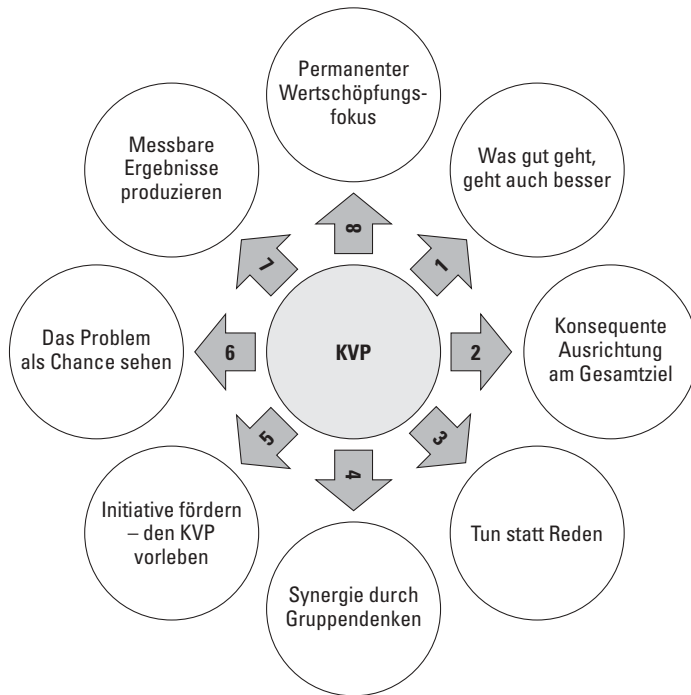 Permanenter
Wertschöpfungs-
fokus
8
Was gut geht,
geht auch besser
1
Konsequente
Ausrichtung
am Gesamtziel
2
Tun statt Reden
3
Synergie durch
Gruppendenken
4
Initiative fördern
– den KVP
vorleben
5
Das Problem
als Chance sehen
6
Messbare
Ergebnisse
produzieren
7
KVP